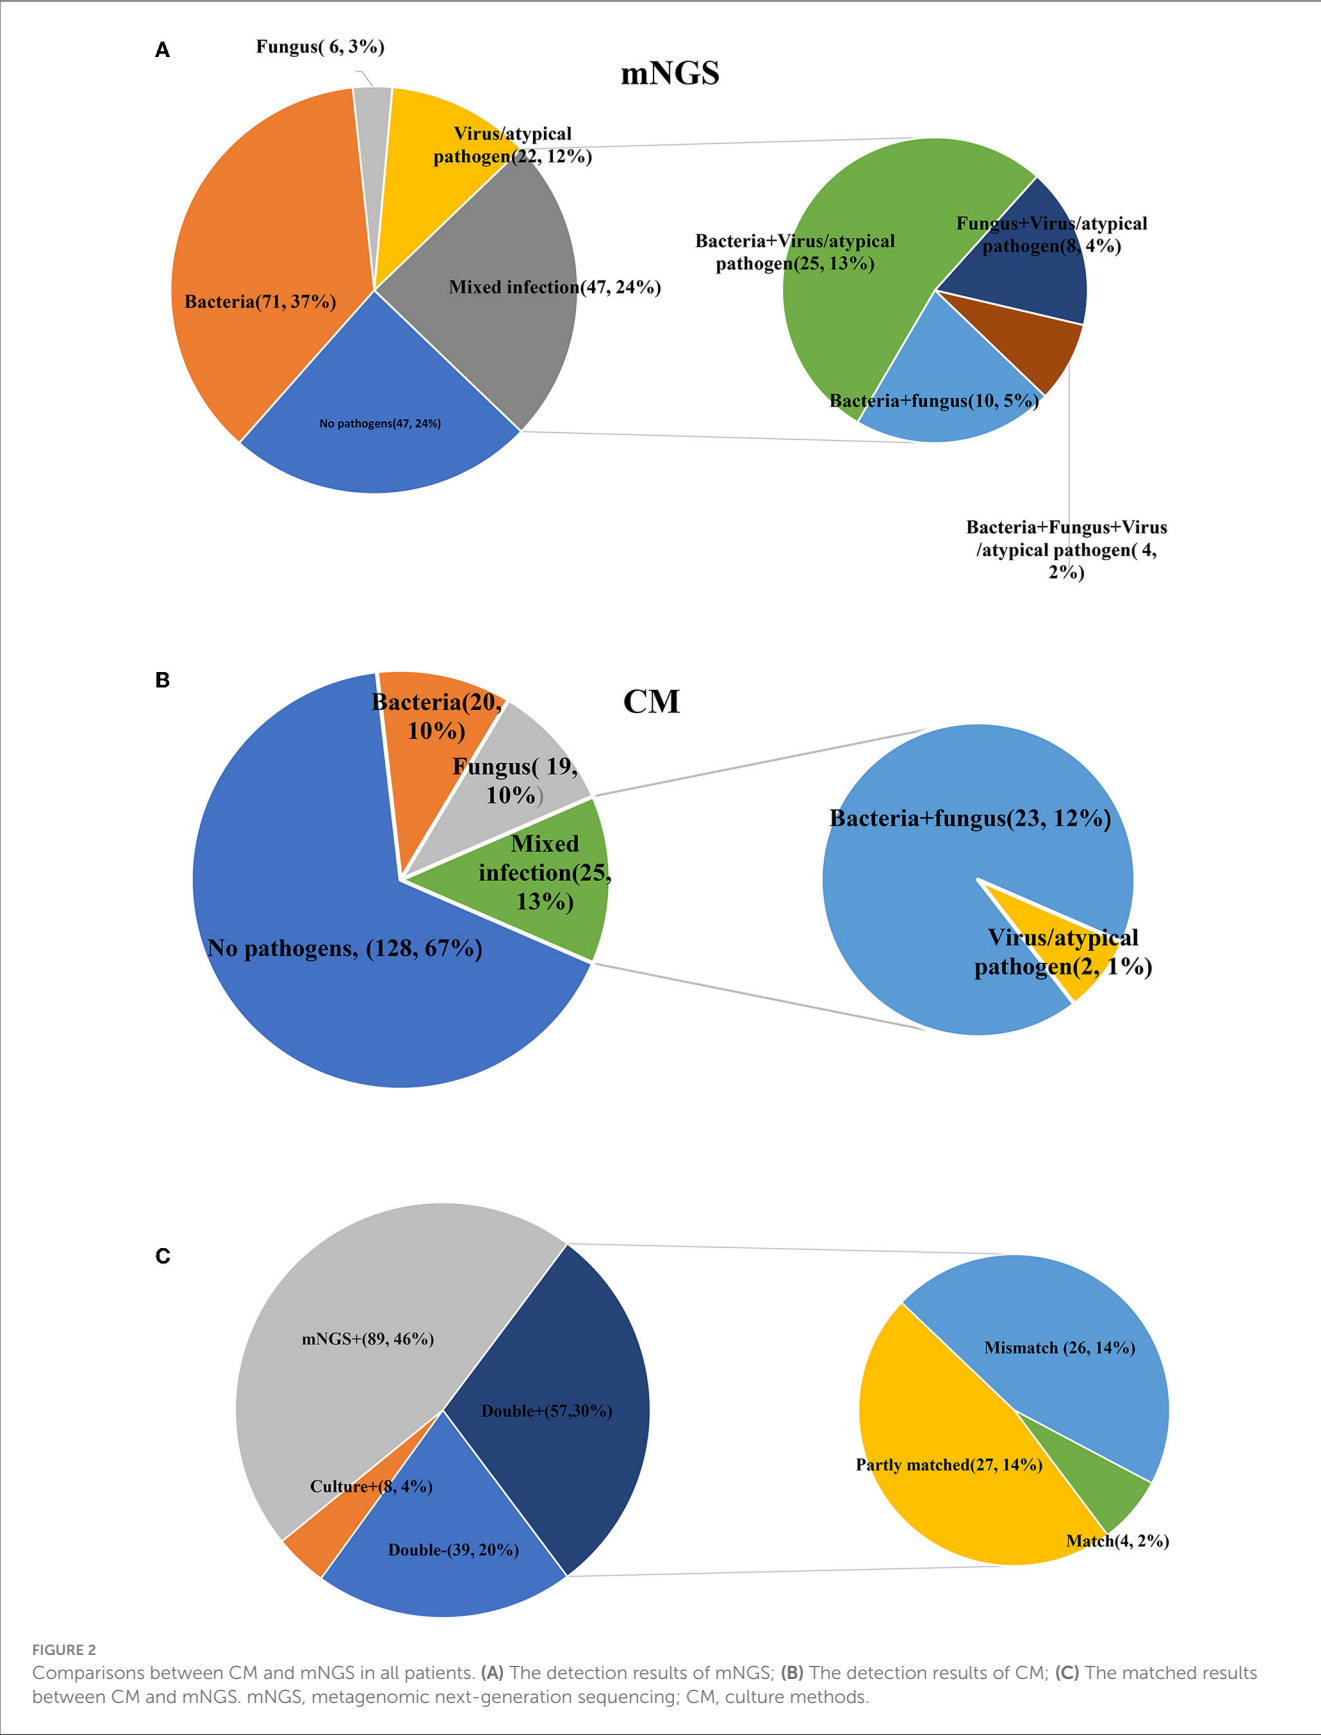 A
Fungus( 6, 3%)
mNGS
Virus/atypical
pathogen(22, 12%)
Mixed infection(47, 24%)
Bacteria(71, 37%)
No pathogens(47, 24%)
Bacteria+Virus/atypical
pathogen(25, 13%)
Fungus+Virus/atypical
pathogen(8, 4%)
Bacteria+fungus(10, 5%)
Bacteria+Fungus+Virus
/atypical pathogen( 4,
2%)
B
CM
Bacteria(20,
10%)
Fungus( 19,
10%)
Mixed
infection(25,
13%)
No pathogens, (128, 67%)
Bacteria+fungus(23, 12%)
Virus/atypical
pathogen(2, 1%)
C
mNGS+(89, 46%)
Double+(57,30%)
Culture+(8, 4%)
Double-(39, 20%)
Mismatch (26, 14%)
Partly matched(27, 14%)
Match(4, 2%)
FIGURE 2
Comparisons between CM and mNGS in all patients. (A) The detection results of mNGS; (B) The detection results of CM; (C) The matched results
between CM and mNGS. mNGS, metagenomic next-generation sequencing; CM, culture methods.